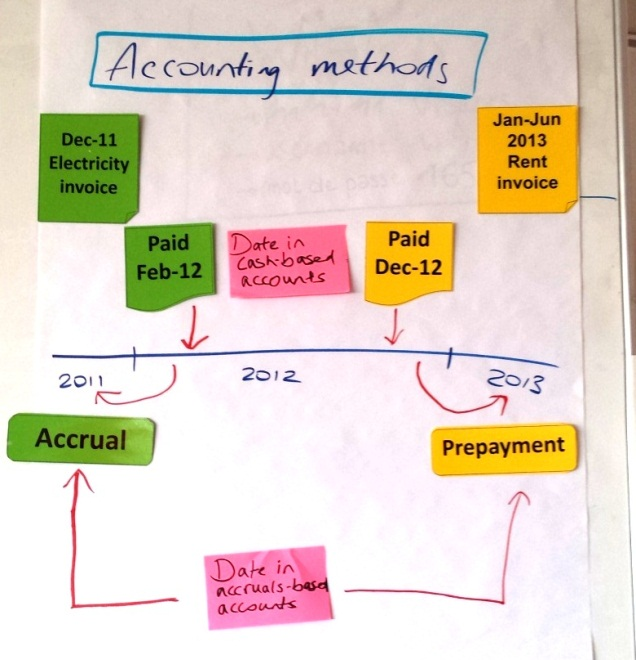 Accounting methods
Dec-11
Electricity
invoice
Jan-Jun
2013
Rent
invoice
Paid
Feb-12
Date in
cash-based
accounts
Paid
Dec-12
2011
2012
2013
Accrual
Prepayment
Date in
accruals-based
accounts